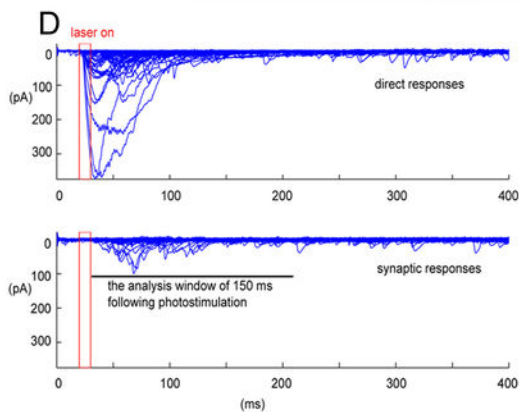 D
laser on
0
100
(pA)
200
300
direct responses
0 100 200 300 400
0
100
(pA)
200
300
synaptic responses
the analysis window of 150 ms
following photostimulation
0 100 200 300 400
(ms)